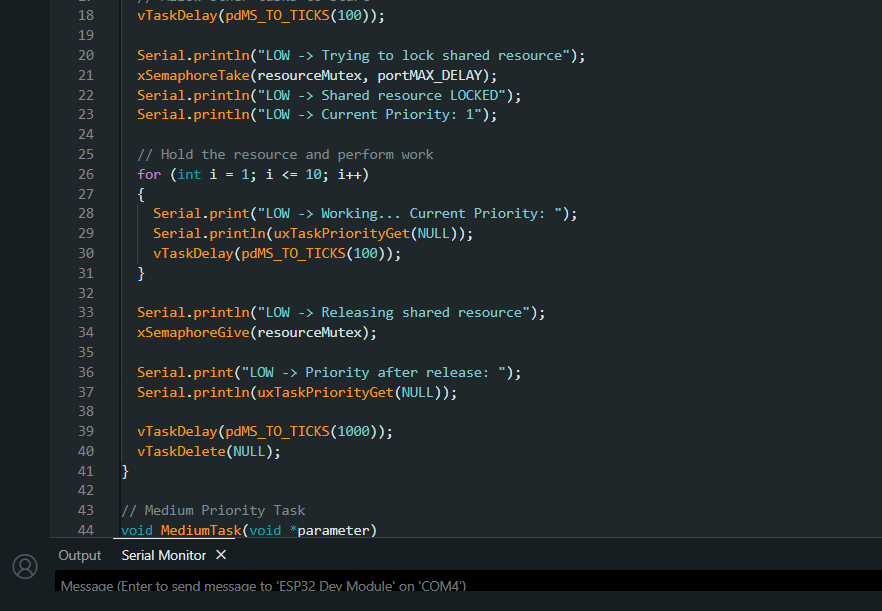 18 vTaskDelay(pdMS_TO_TICKS(100));
19
20 Serial.println("LOW -> Trying to lock shared resource");
21 xSemaphoreTake(resourceMutex, portMAX_DELAY);
22 Serial.println("LOW -> Shared resource LOCKED");
23 Serial.println("LOW -> Current Priority: 1");
24
25 // Hold the resource and perform work
26 for (int i = 1; i <= 10; i++)
27 {
28 Serial.print("LOW -> Working... Current Priority: ");
29 Serial.println(uxTaskPriorityGet(NULL));
30 vTaskDelay(pdMS_TO_TICKS(100));
31 }
32
33 Serial.println("LOW -> Releasing shared resource");
34 xSemaphoreGive(resourceMutex);
35
36 Serial.print("LOW -> Priority after release: ");
37 Serial.println(uxTaskPriorityGet(NULL));
38
39 vTaskDelay(pdMS_TO_TICKS(1000));
40 vTaskDelete(NULL);
41 }
42
43 // Medium Priority Task
44 void MediumTask(void *parameter)
Output Serial Monitor ×
Message (Enter to send message to 'ESP32 Dev Module' on 'COM4')